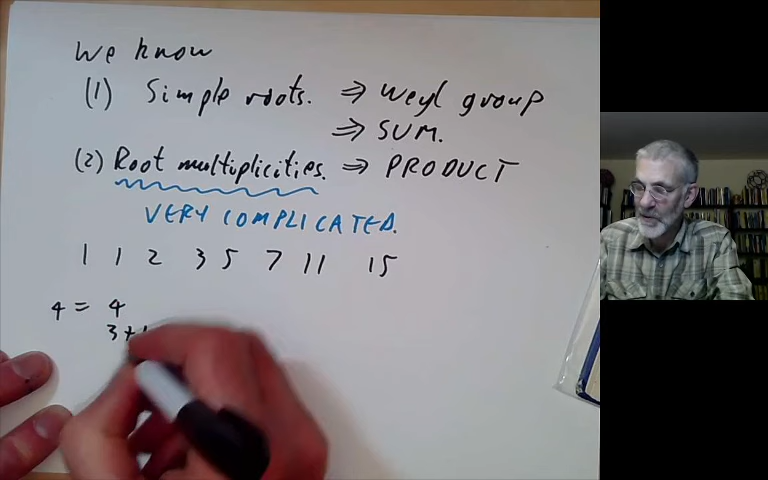 We know
(1) Simple roots. ⇒ Weyl group
⇒ SUM.
(2) Root multiplicities. ⇒ PRODUCT
VERY COMPLICATED.
1 1 2 3 5 7 11 15
4 = 4
3 +